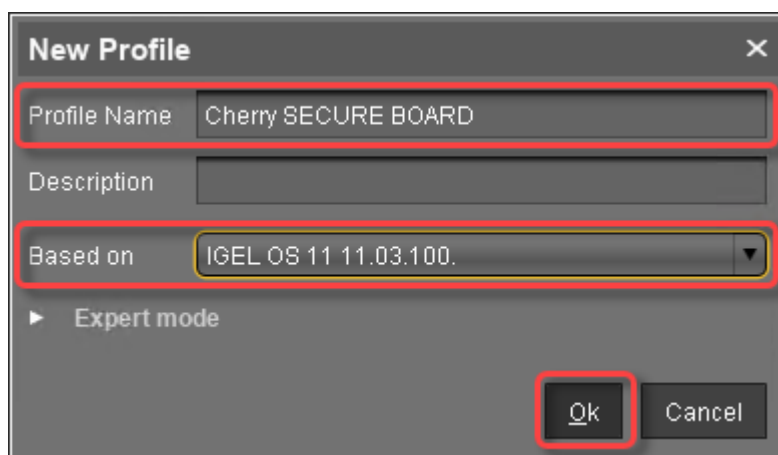 New Profile
Profile Name Cherry SECURE BOARD
Description
Based on IGEL OS 11 11.03.100.
Expert mode
Ok Cancel